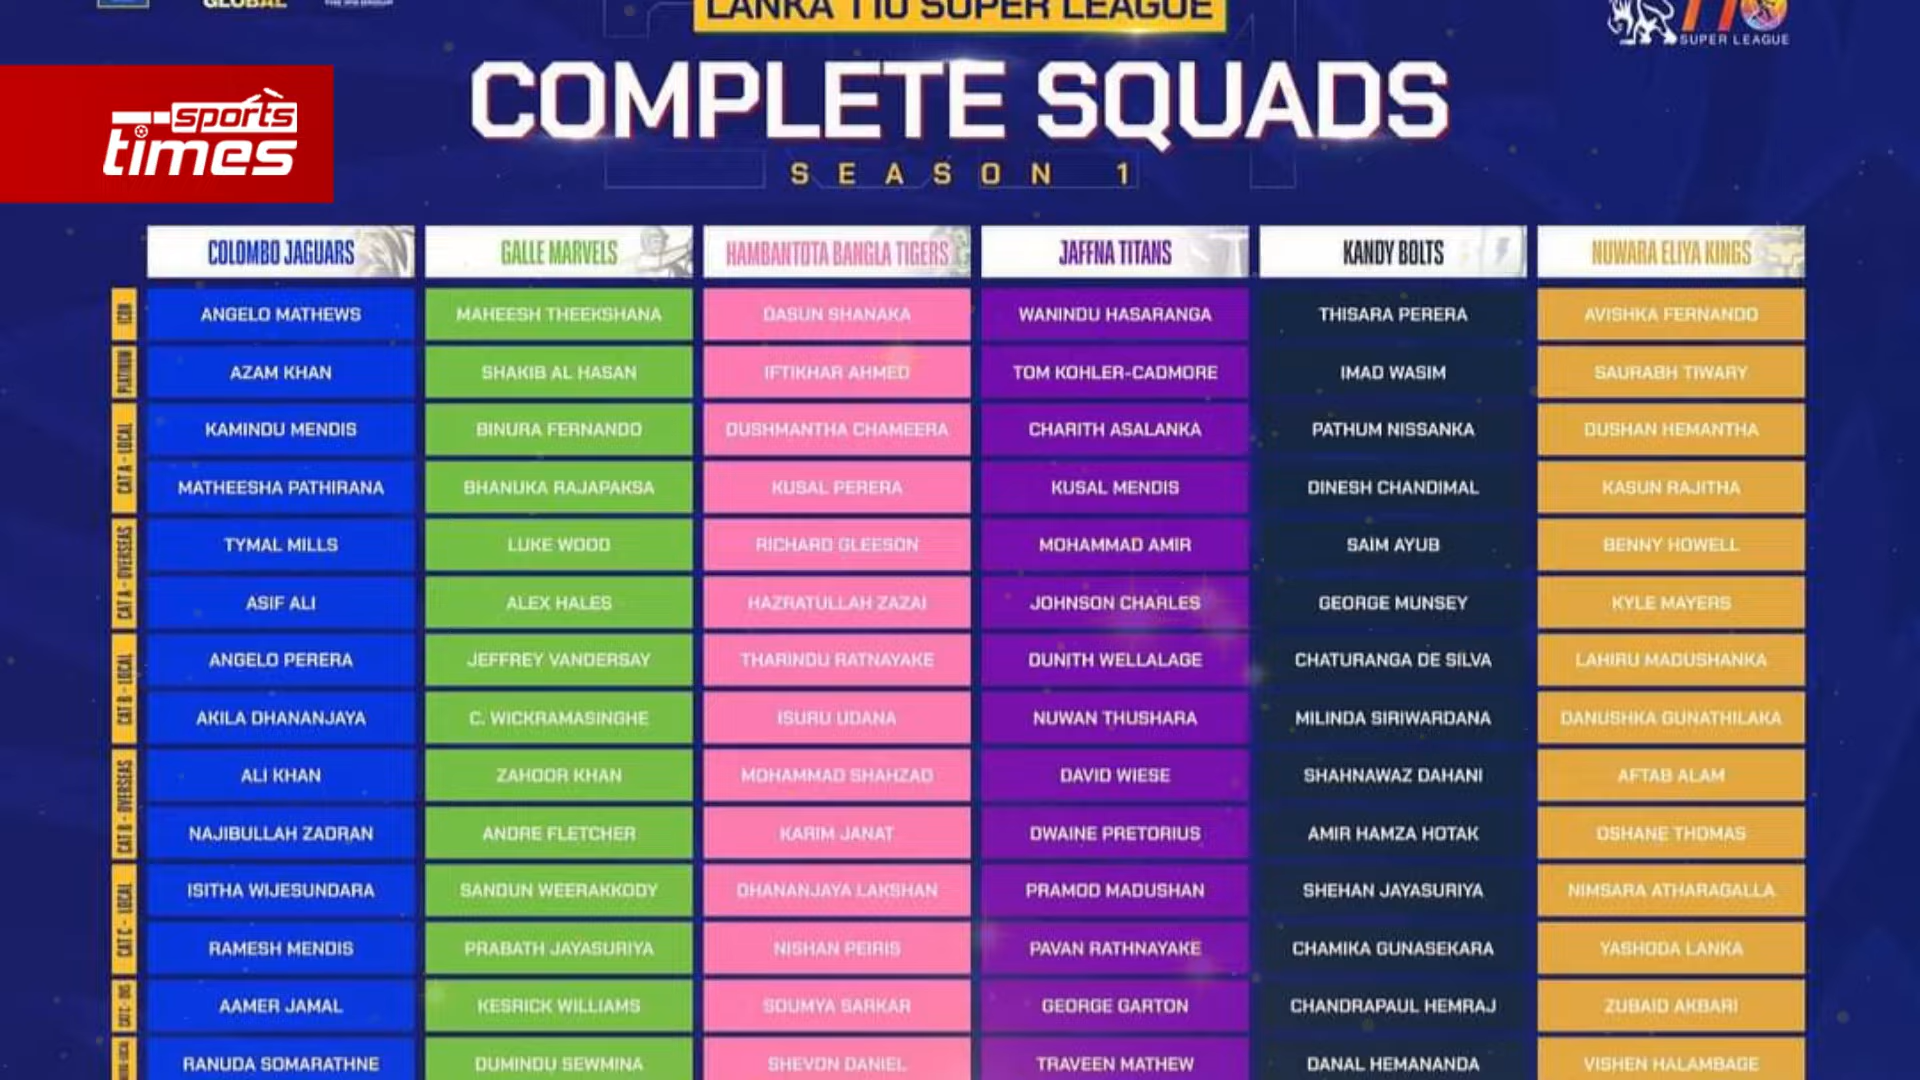 GLOBAL
LANKA T10 SUPER LEAGUE
T10
SUPER LEAGUE
COMPLETE SQUADS
SEASON 1
sports
times
COLOMBO JAGUARS GALLE MARVELS HAMBANTOTA BANGLA TIGERS JAFFNA TITANS KANDY BOLTS NUWARA ELIYA KINGS
ICON ANGELO MATHEWS MAHEESH THEEKSHANA DASUN SHANAKA WANINDU HASARANGA THISARA PERERA AVISHKA FERNANDO
PLATINUM AZAM KHAN SHAKIB AL HASAN IFTIKHAR AHMED TOM KOHLER-CADMORE IMAD WASIM SAURABH TIWARY
CAT A - LOCAL KAMINDU MENDIS BINURA FERNANDO DUSHMANTHA CHAMEERA CHARITH ASALANKA PATHUM NISSANKA DUSHAN HEMANTHA
MATHEESHA PATHIRANA BHANUKA RAJAPAKSA KUSAL PERERA KUSAL MENDIS DINESH CHANDIMAL KASUN RAJITHA
CAT A - OVERSEAS TYMAL MILLS LUKE WOOD RICHARD GLEESON MOHAMMAD AMIR SAIM AYUB BENNY HOWELL
ASIF ALI ALEX HALES HAZRATULLAH ZAZAI JOHNSON CHARLES GEORGE MUNSEY KYLE MAYERS
CAT B - LOCAL ANGELO PERERA JEFFREY VANDERSAY THARINDU RATNAYAKE DUNITH WELLALAGE CHATURANGA DE SILVA LAHIRU MADUSHANKA
AKILA DHANANJAYA C. WICKRAMASINGHE ISURU UDANA NUWAN THUSHARA MILINDA SIRIWARDANA DANUSHKA GUNATHILAKA
CAT B - OVERSEAS ALI KHAN ZAHOOR KHAN MOHAMMAD SHAHZAD DAVID WIESE SHAHNAWAZ DAHANI AFTAB ALAM
NAJIBULLAH ZADRAN ANDRE FLETCHER KARIM JANAT DWAINE PRETORIUS AMIR HAMZA HOTAK OSHANE THOMAS
CAT C - LOCAL ISITHA WIJESUNDARA SANDUN WEERAKKODY DHANANJAYA LAKSHAN PRAMOD MADUSHAN SHEHAN JAYASURIYA NIMSARA ATHARAGALLA
RAMESH MENDIS PRABATH JAYASURIYA NISHAN PEIRIS PAVAN RATHNAYAKE CHAMIKA GUNASEKARA YASHODA LANKA
AAMER JAMAL KESRICK WILLIAMS SOUMYA SARKAR GEORGE GARTON CHANDRAPAUL HEMRAJ ZUBAID AKBARI
RANUDA SOMARATHNE DUMINDU SEWMINA SHEVON DANIEL TRAVEEN MATHEW DANAL HEMANANDA VISHEN HALAMBAGE